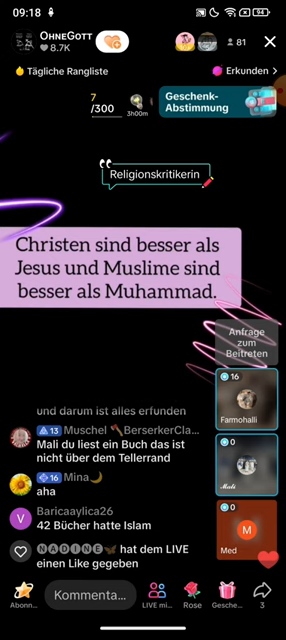 09:18
94
OHNEGOTT
8.7K
81
Tägliche Rangliste
Erkunden
7
/300
3h00m
Geschenk-
Abstimmung
Religionskritikerin
Christen sind besser als
Jesus und Muslime sind
besser als Muhammad.
Anfrage
zum
Beitreten
16
Farmohalli
0
Mali
0
M
Med
und darum ist alles erfunden
13 Muschel BerserkerCla...
Mali du liest ein Buch das ist
nicht über dem Tellerrand
16 Mina
aha
V
Baricaaylica26
42 Bücher hatte Islam
NADINE hat dem LIVE
einen Like gegeben
Abonn...
Kommenta...
LIVE mi...
Rose
Gesche...
3